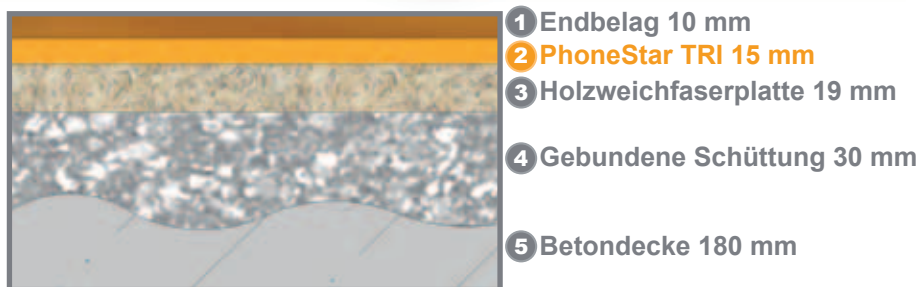 1 Endbelag 10 mm
2 PhoneStar TRI 15 mm
3 Holzweichfaserplatte 19 mm
4 Gebundene Schüttung 30 mm
5 Betondecke 180 mm